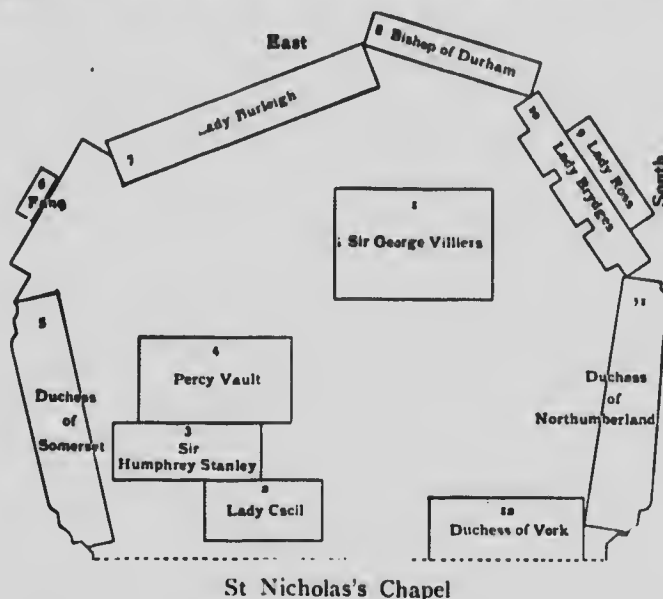 East
8 Bishop of Durham
7 Lady Burleigh
10
Lady Brydges
9 Lady Ross
South
6
Fane
1
Sir George Villiers
5
Duchess
of
Somerset
4
Percy Vault
3
Sir
Humphrey Stanley
2
Lady Cecil
11
Duchess
of
Northumberland
12
Duchess of York
St Nicholas's Chapel